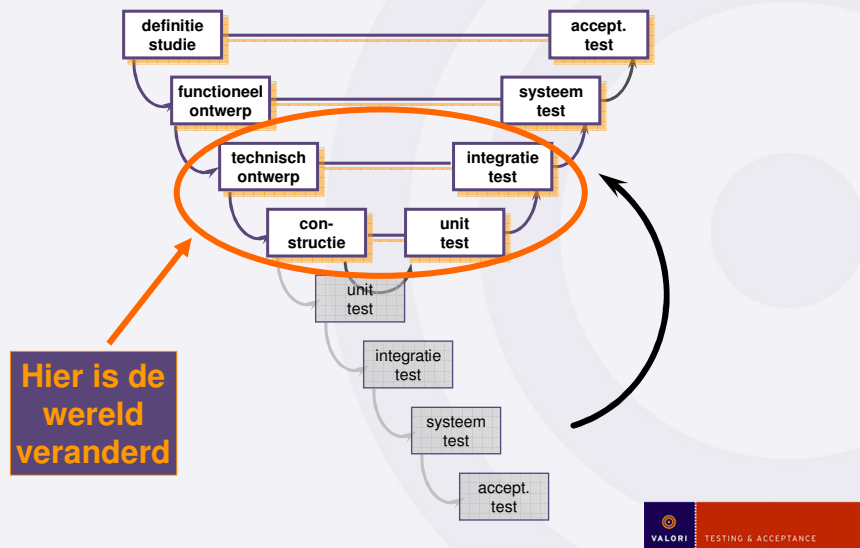 definitie
studie
accept.
test
functioneel
ontwerp
systeem
test
technisch
ontwerp
integratie
test
con-
structie
unit
test
unit
test
integratie
test
Hier is de
wereld
veranderd
systeem
test
accept.
test
VALORI
TESTING & ACCEPTANCE